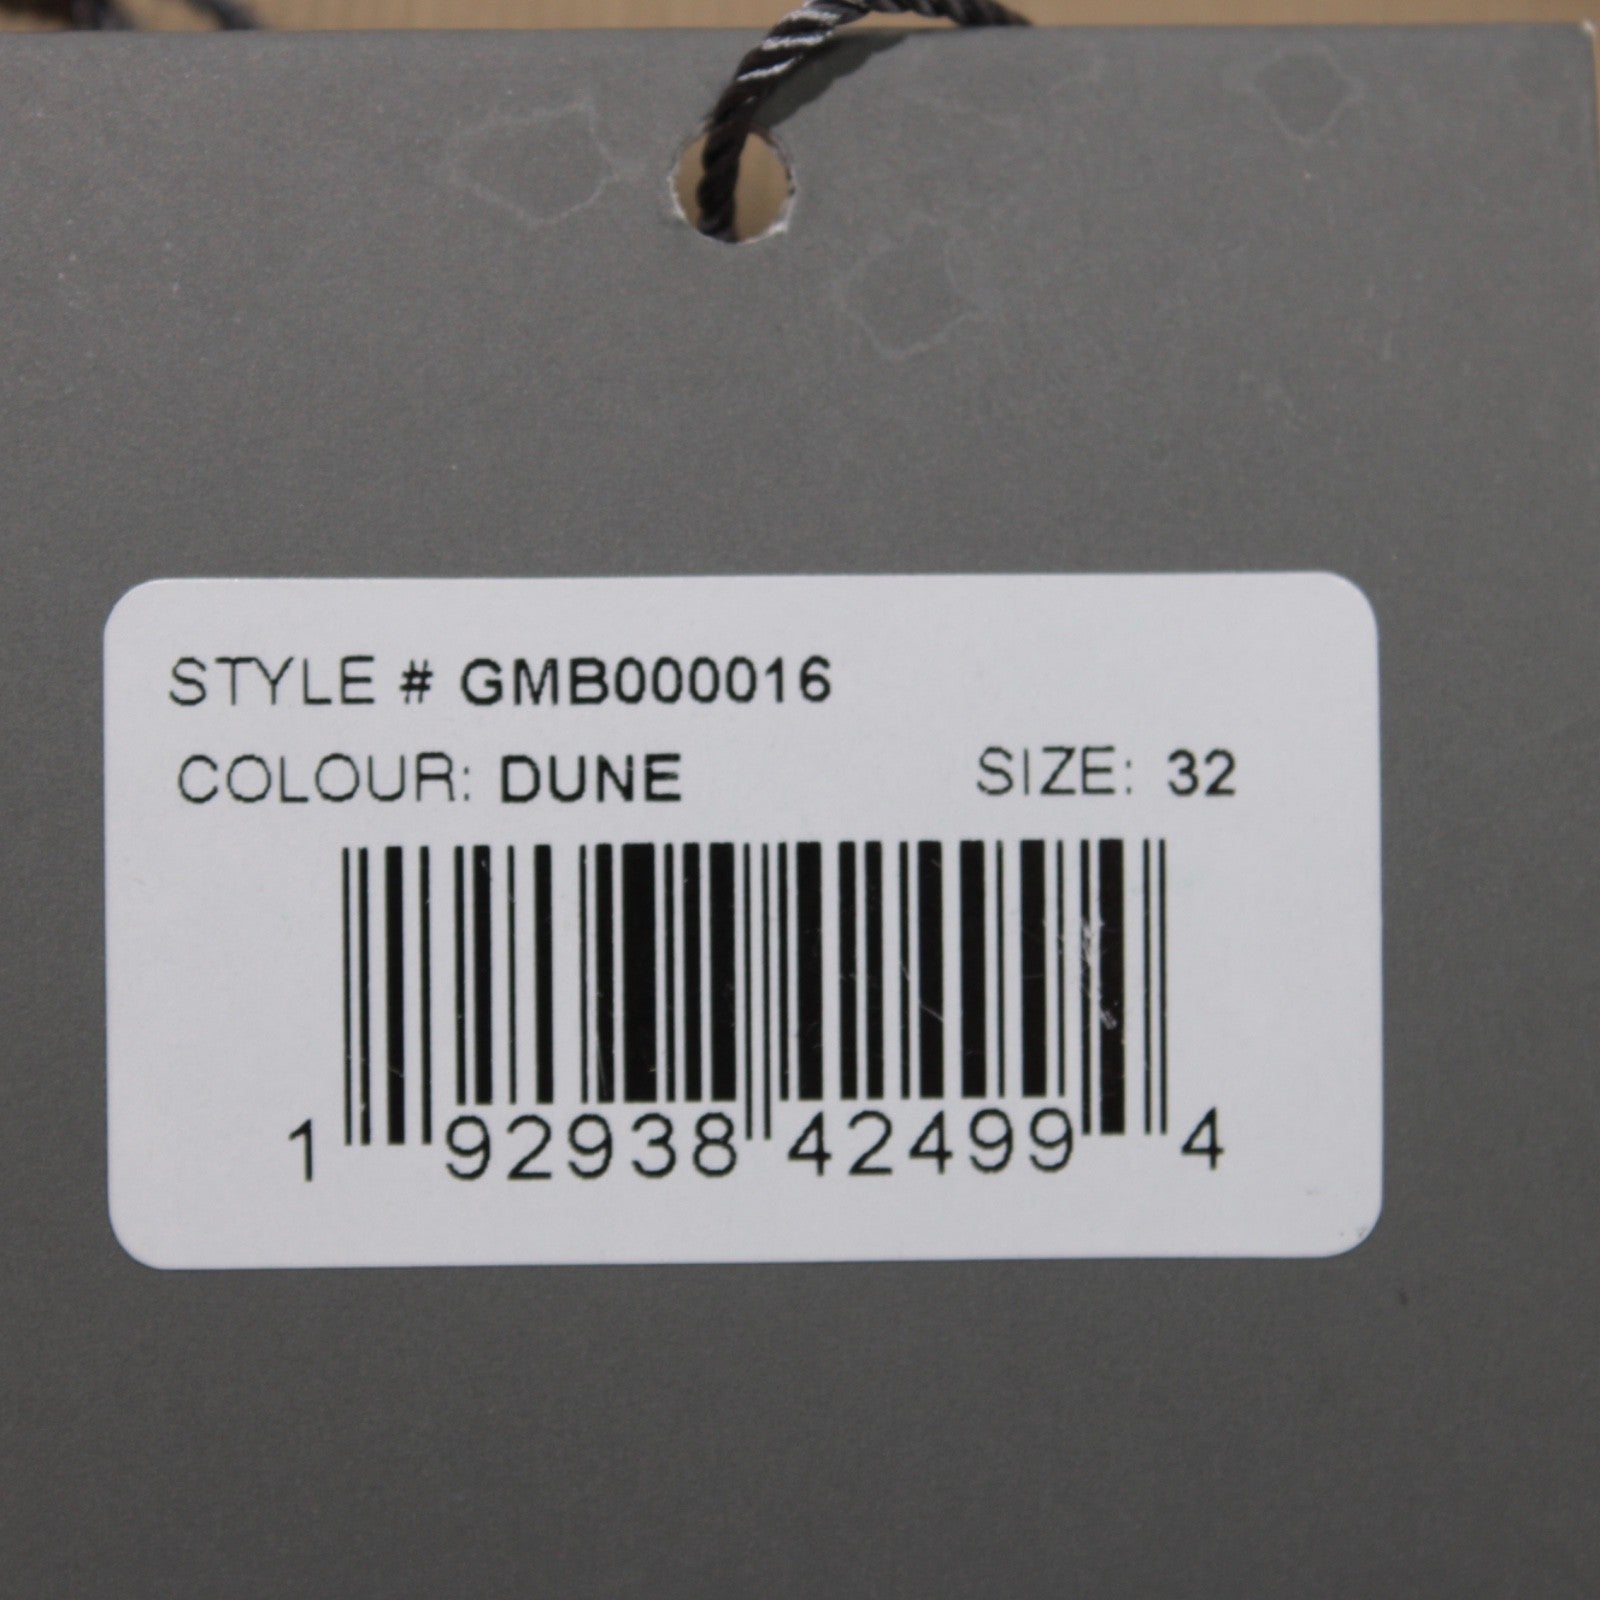 STYLE # GMB000016
COLOUR: DUNE SIZE: 32
1 92938 42499 4